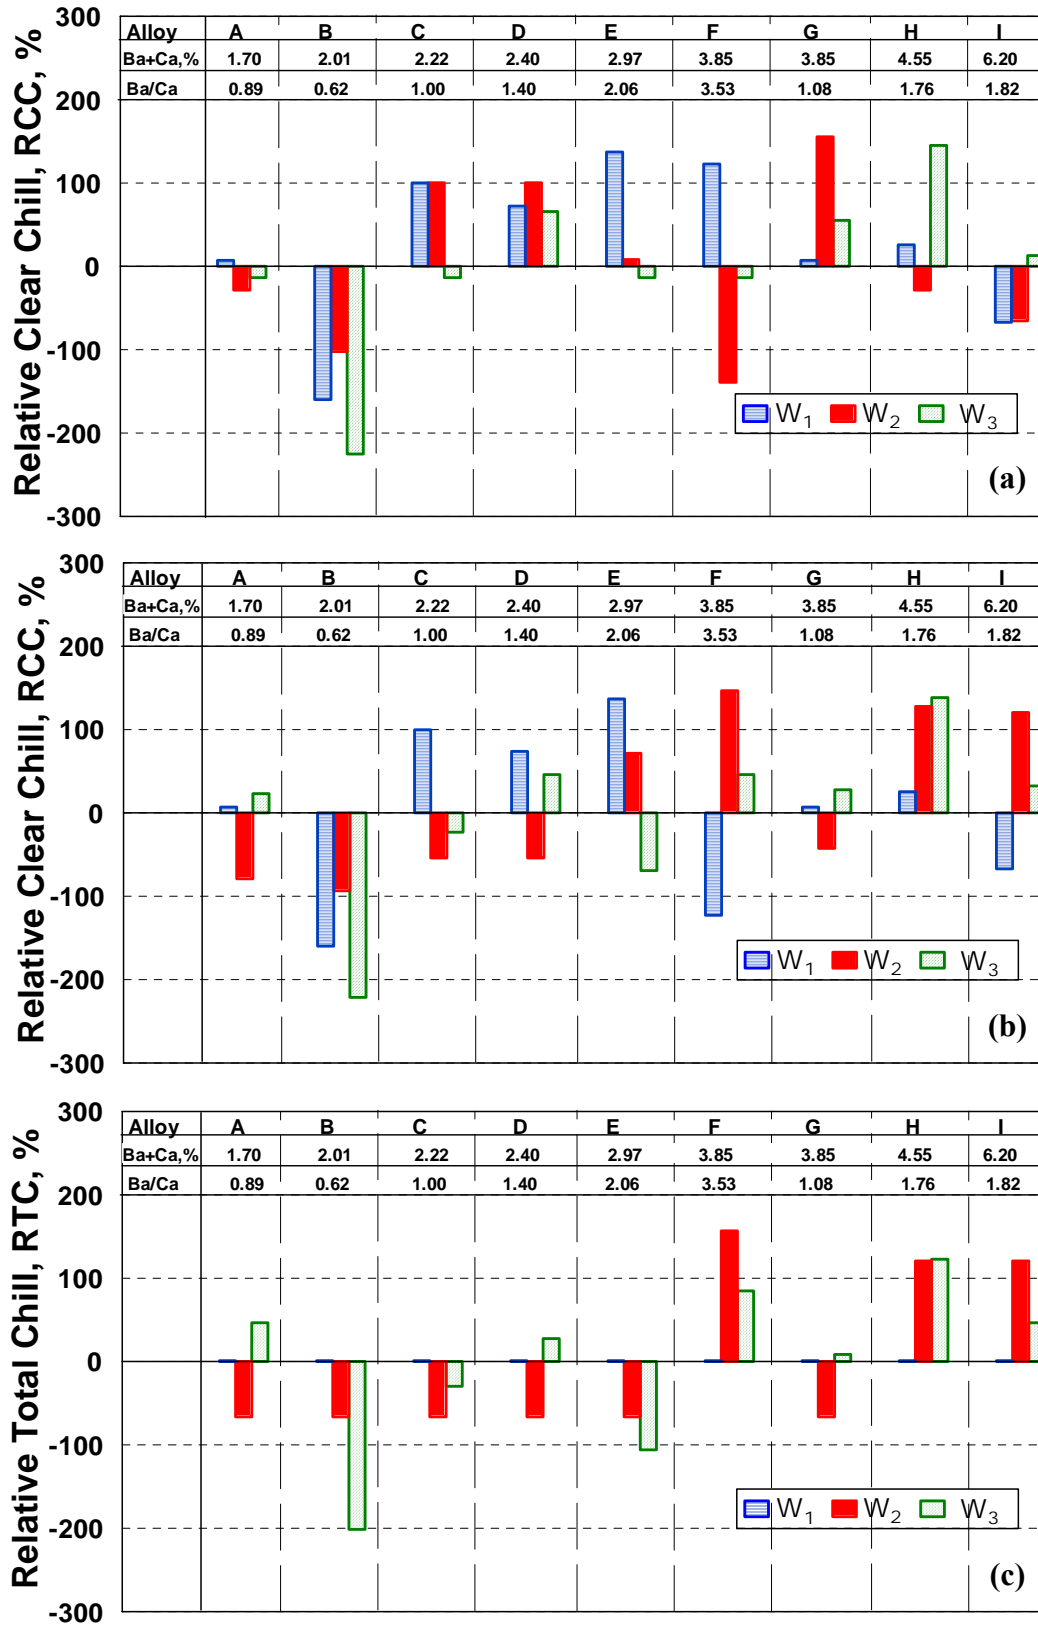 Relative Clear Chill, RCC, %
300
Alloy A B C D E F G H I
Ba+Ca,% 1.70 2.01 2.22 2.40 2.97 3.85 3.85 4.55 6.20
Ba/Ca 0.89 0.62 1.00 1.40 2.06 3.53 1.08 1.76 1.82
200
100
0
-100
-200
-300
W1 W2 W3
(a)
Relative Clear Chill, RCC, %
300
Alloy A B C D E F G H I
Ba+Ca,% 1.70 2.01 2.22 2.40 2.97 3.85 3.85 4.55 6.20
Ba/Ca 0.89 0.62 1.00 1.40 2.06 3.53 1.08 1.76 1.82
200
100
0
-100
-200
-300
W1 W2 W3
(b)
Relative Total Chill, RTC, %
300
Alloy A B C D E F G H I
Ba+Ca,% 1.70 2.01 2.22 2.40 2.97 3.85 3.85 4.55 6.20
Ba/Ca 0.89 0.62 1.00 1.40 2.06 3.53 1.08 1.76 1.82
200
100
0
-100
-200
-300
W1 W2 W3
(c)